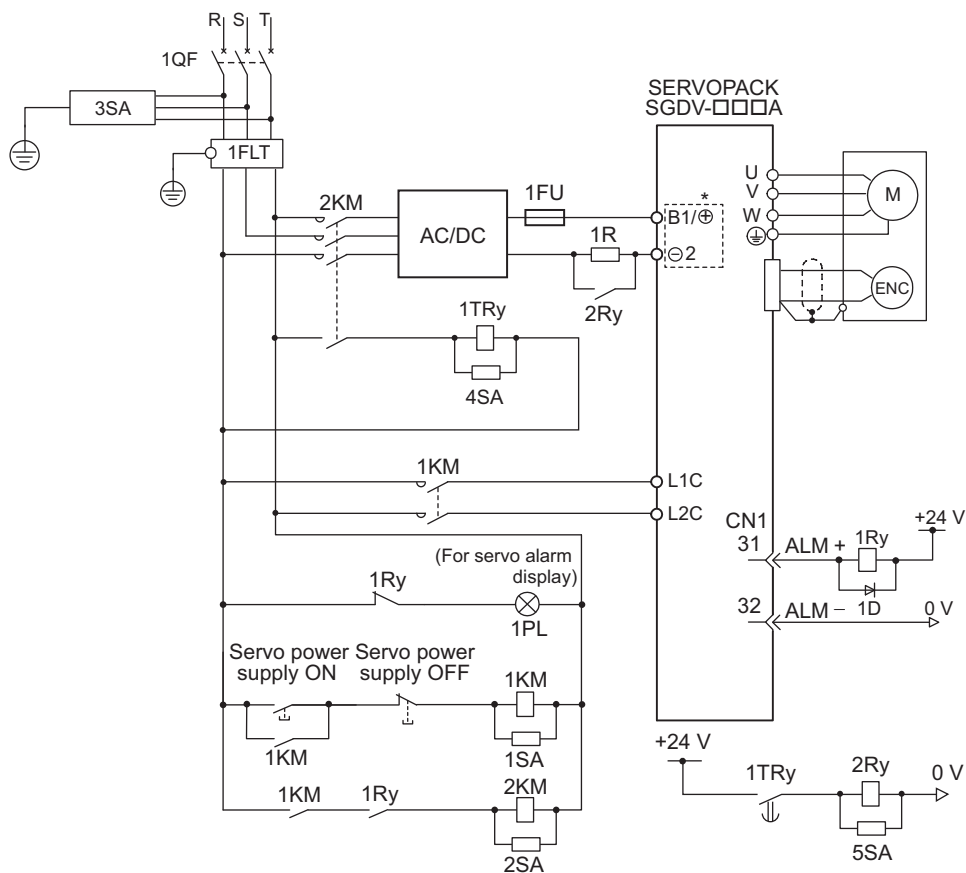 R S T
1QF
3SA
1FLT
SERVOPACK
SGDV-□□□A
2KM
AC/DC
1FU
1R
2Ry
*
B1/⊕
⊖2
U
V
W
M
ENC
1TRy
4SA
1KM
L1C
L2C
CN1
31
ALM +
1Ry
+24 V
1D
32
ALM −
0 V
(For servo alarm
display)
1Ry
1PL
Servo power
supply ON
Servo power
supply OFF
1KM
1KM
1SA
1KM
1Ry
2KM
2SA
+24 V
1TRy
2Ry
0 V
5SA